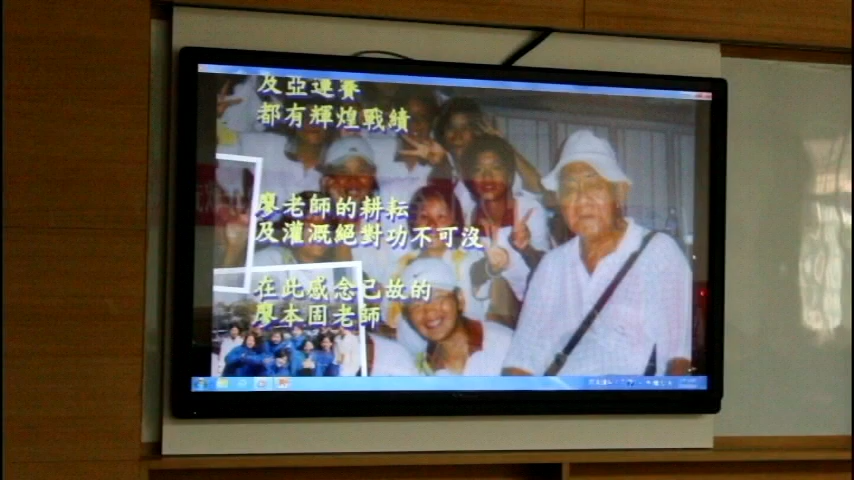 及亞運賽
都有輝煌戰績
廖老師的耕耘
及灌溉絕對功不可沒
在此感念已故的
廖本固老師